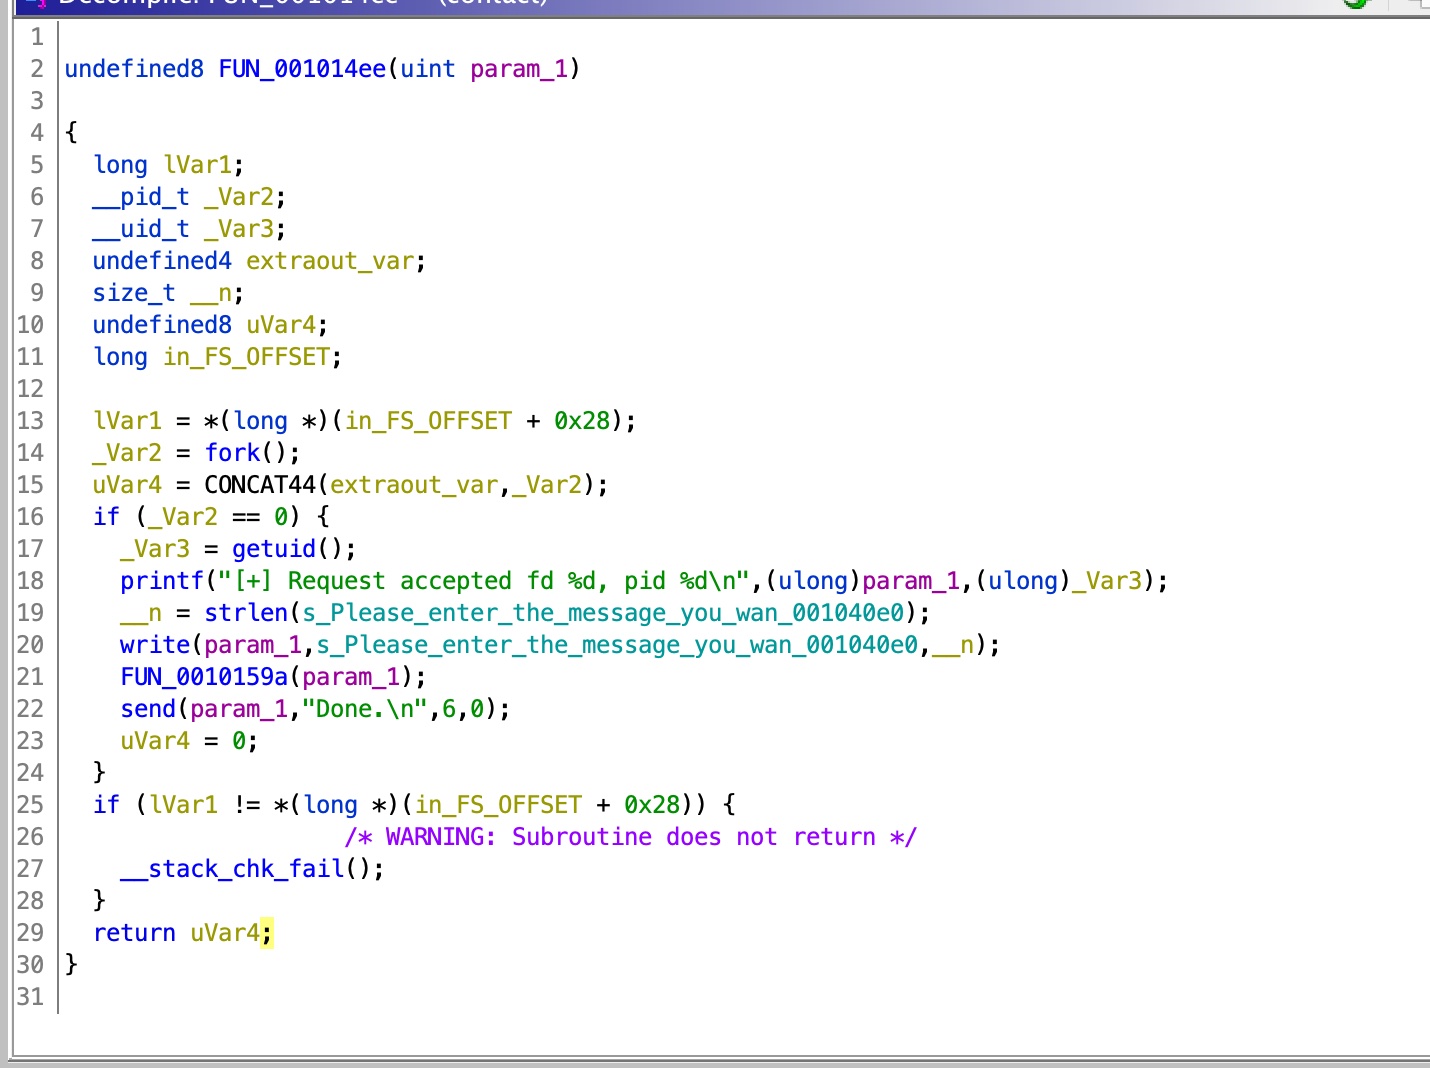 1
2 undefined8 FUN_001014ee(uint param_1)
3
4 {
5   long lVar1;
6   __pid_t _Var2;
7   __uid_t _Var3;
8   undefined4 extraout_var;
9   size_t __n;
10   undefined8 uVar4;
11   long in_FS_OFFSET;
12
13   lVar1 = *(long *)(in_FS_OFFSET + 0x28);
14   _Var2 = fork();
15   uVar4 = CONCAT44(extraout_var,_Var2);
16   if (_Var2 == 0) {
17     _Var3 = getuid();
18     printf("[+] Request accepted fd %d, pid %d\n",(ulong)param_1,(ulong)_Var3);
19     __n = strlen(s_Please_enter_the_message_you_wan_001040e0);
20     write(param_1,s_Please_enter_the_message_you_wan_001040e0,__n);
21     FUN_0010159a(param_1);
22     send(param_1,"Done.\n",6,0);
23     uVar4 = 0;
24   }
25   if (lVar1 != *(long *)(in_FS_OFFSET + 0x28)) {
26                     /* WARNING: Subroutine does not return */
27     __stack_chk_fail();
28   }
29   return uVar4;
30 }
31